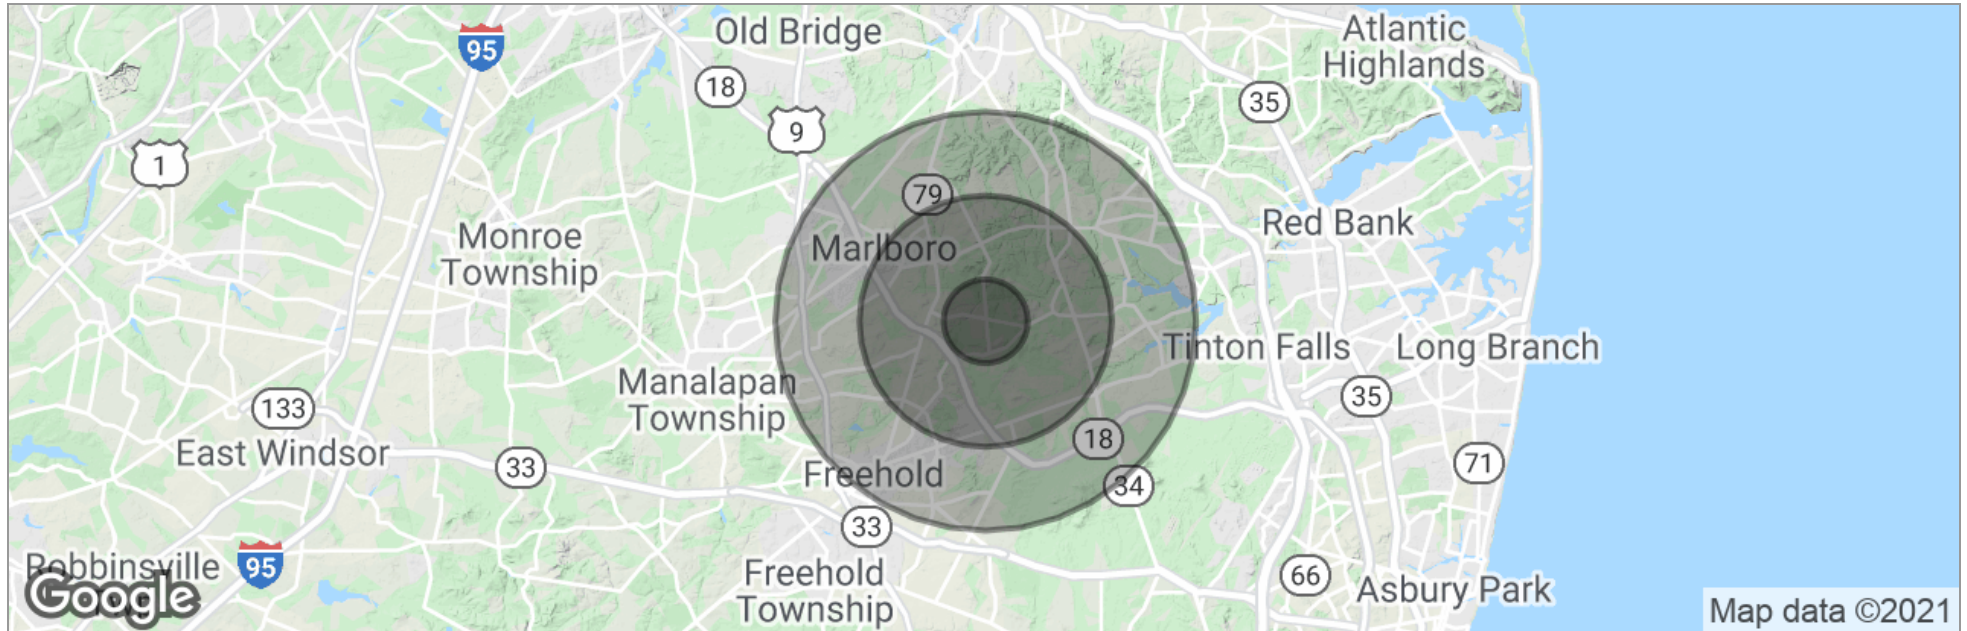 Old Bridge
Atlantic
Highlands
95
18
35
9
1
79
Red Bank
Marlboro
Monroe
Township
Tinton Falls
Long Branch
Manalapan
Township
133
35
18
East Windsor
33
Freehold
71
34
33
Robbinsville
95
Freehold
Township
66
Asbury Park
Google
Map data ©2021